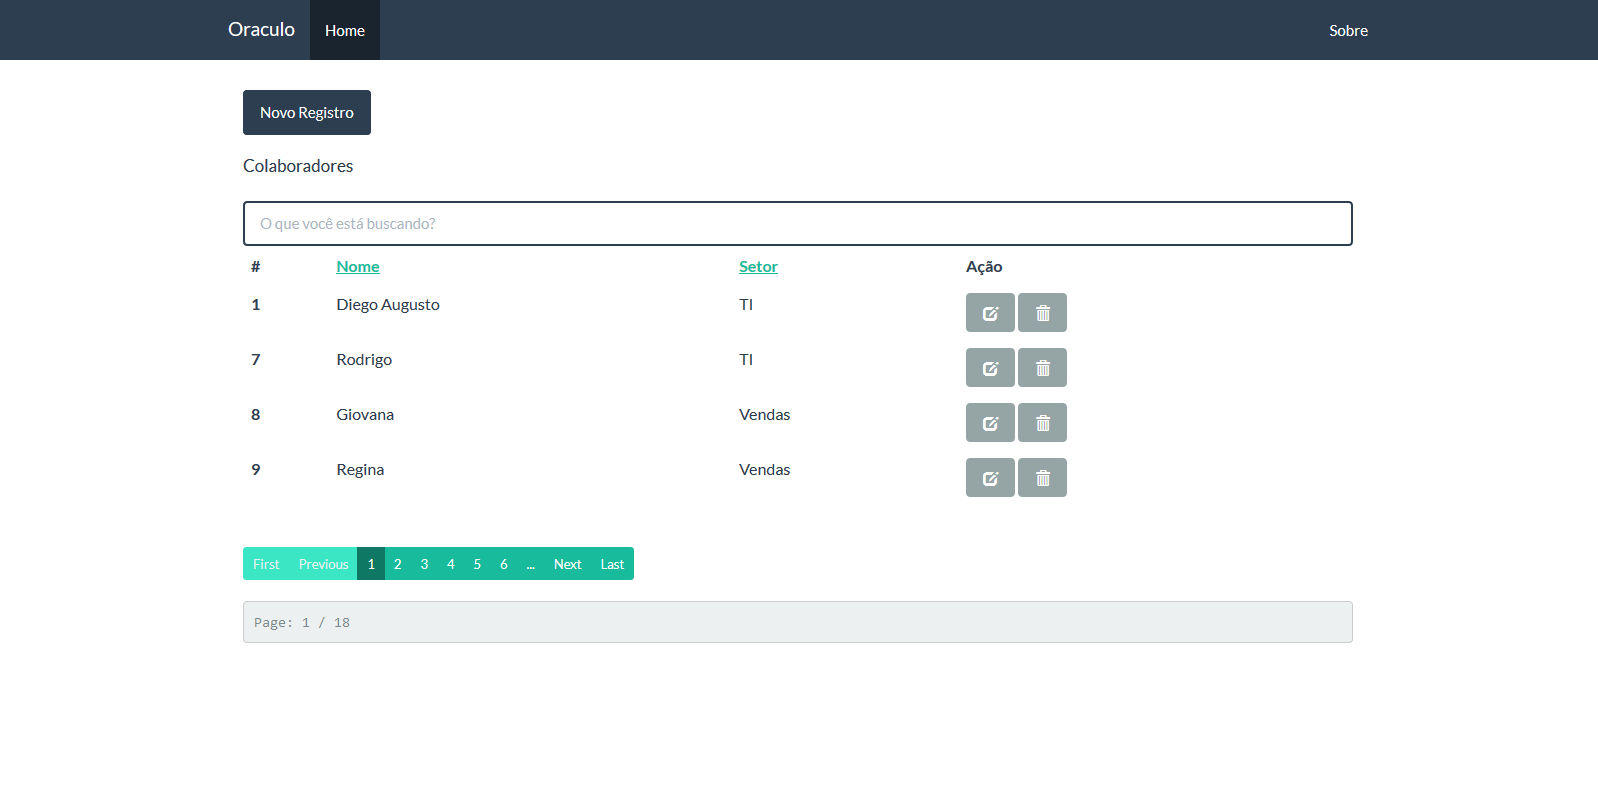 Oraculo Home Sobre
Novo Registro
Colaboradores
O que você está buscando?
# Nome Setor Ação
1 Diego Augusto TI
7 Rodrigo TI
8 Giovana Vendas
9 Regina Vendas
First Previous 1 2 3 4 5 6 ... Next Last
Page: 1 / 18